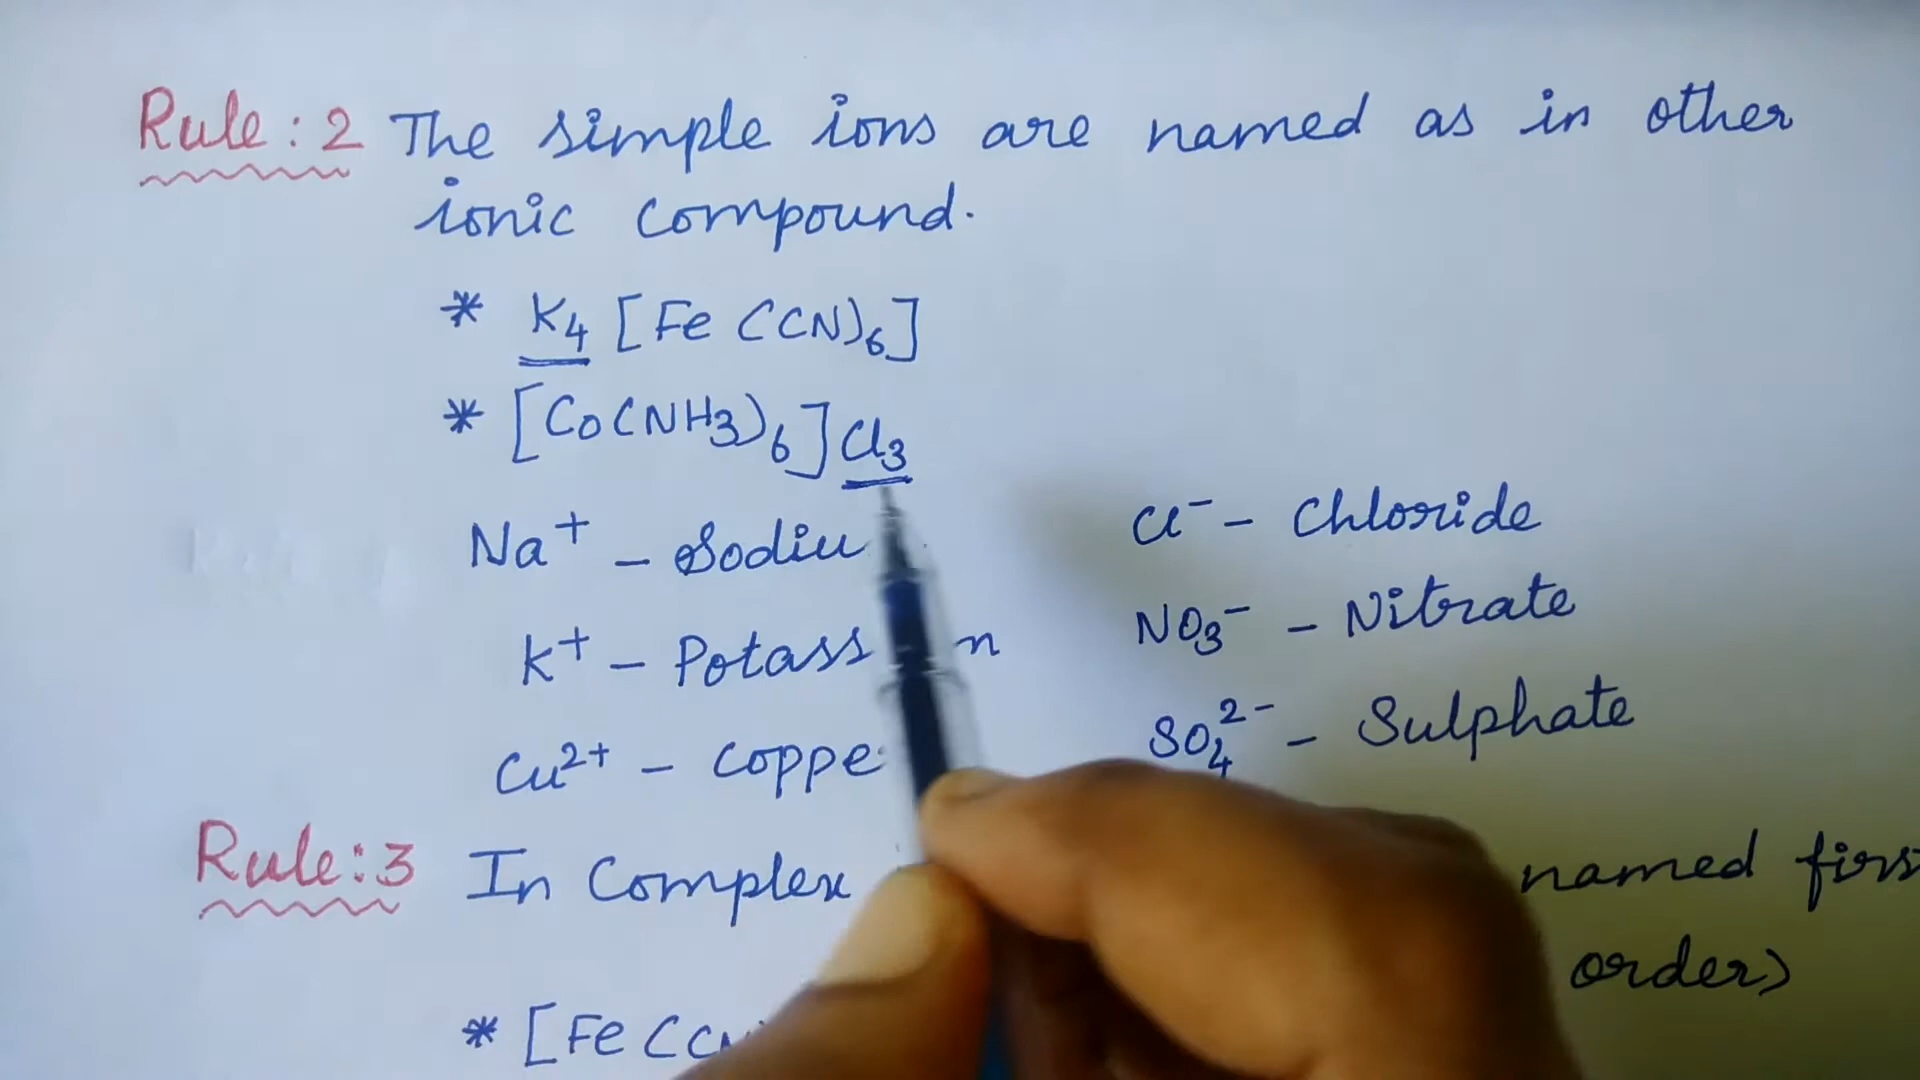 Rule : 2 The simple ions are named as in other
ionic compound.
* K₄ [Fe (CN)₆]
* [Co(NH3)₆]Cl₃
Na⁺ – Sodiu
Cl⁻ – Chloride
K⁺ – Potass n
NO₃⁻ – Nitrate
Cu²⁺ – Coppe
SO₄²⁻ – Sulphate
Rule:3 In Complex named firs
order)
* [Fe (CN